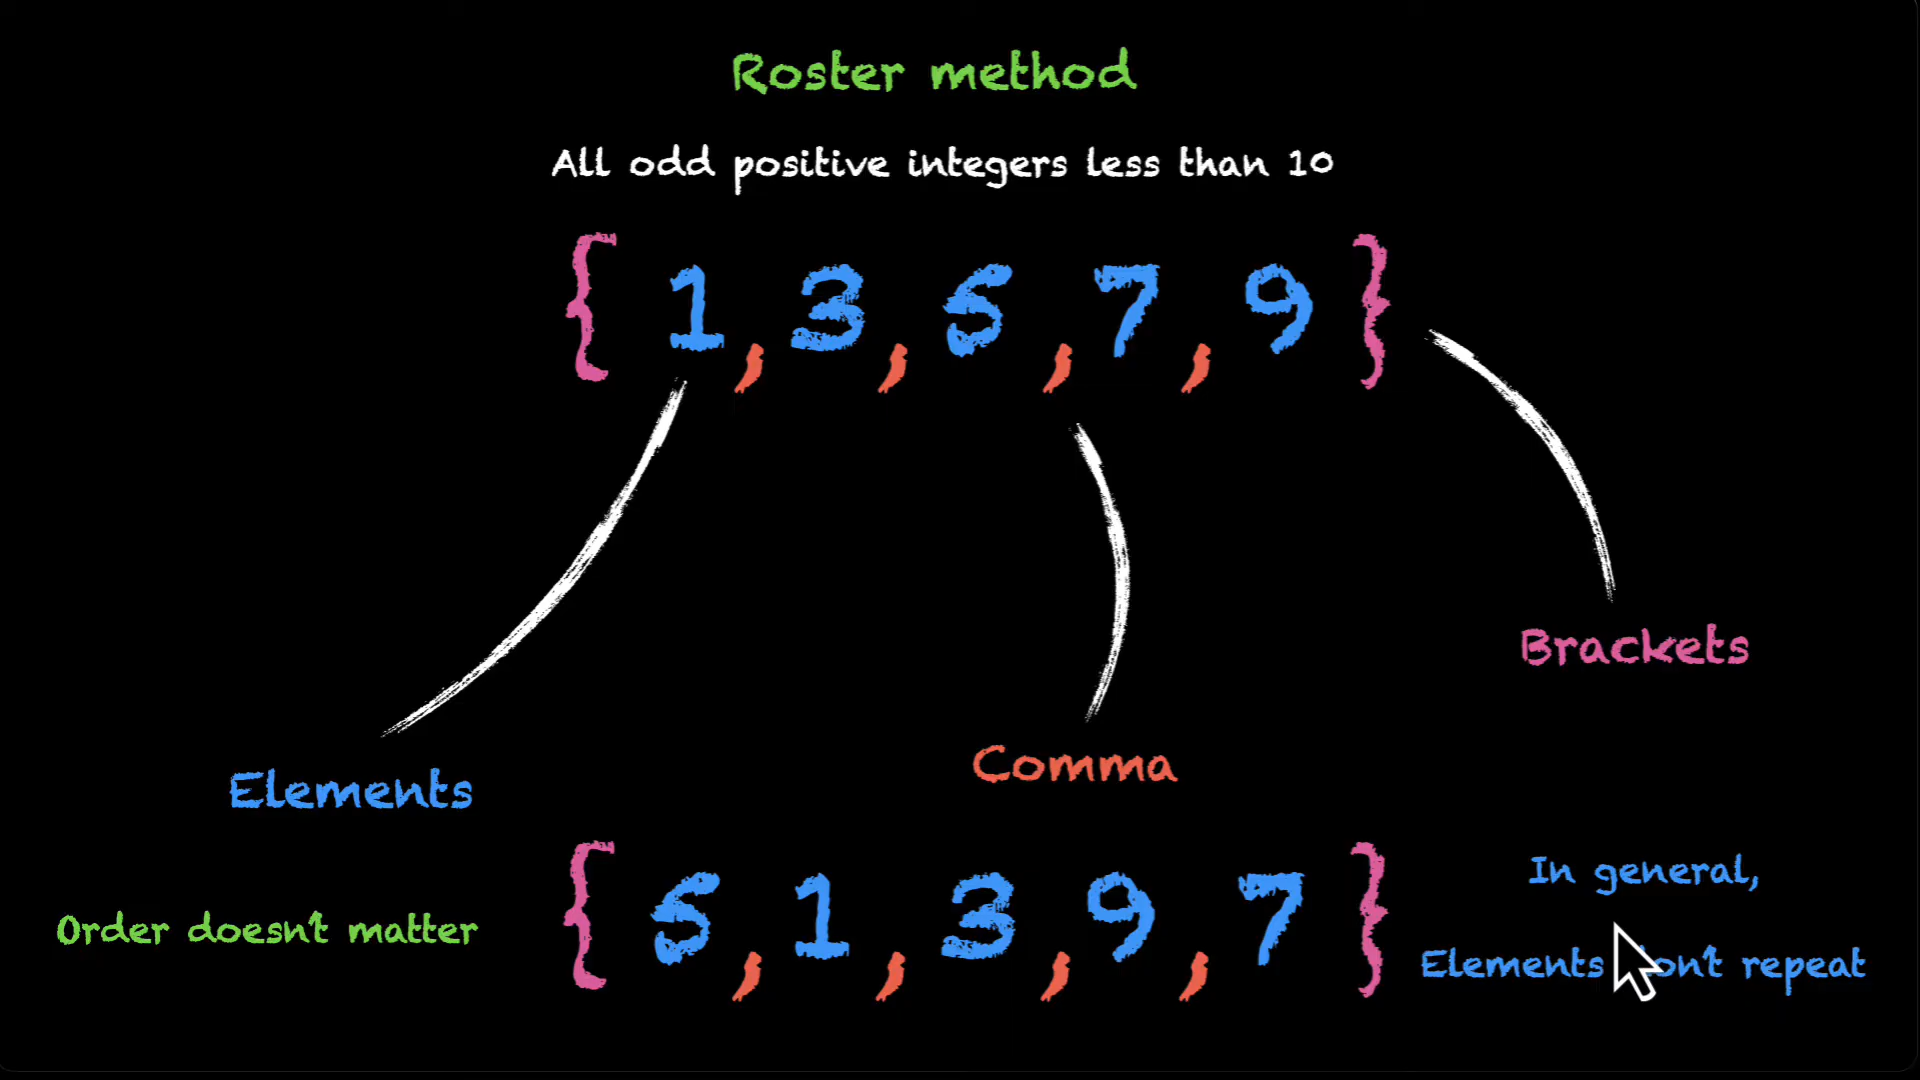 Roster method
All odd positive integers less than 10
{ 1, 3, 5, 7, 9 }
Brackets
Comma
Elements
In general,
Order doesn't matter
{ 5, 1, 3, 9, 7 }
Elements don't repeat